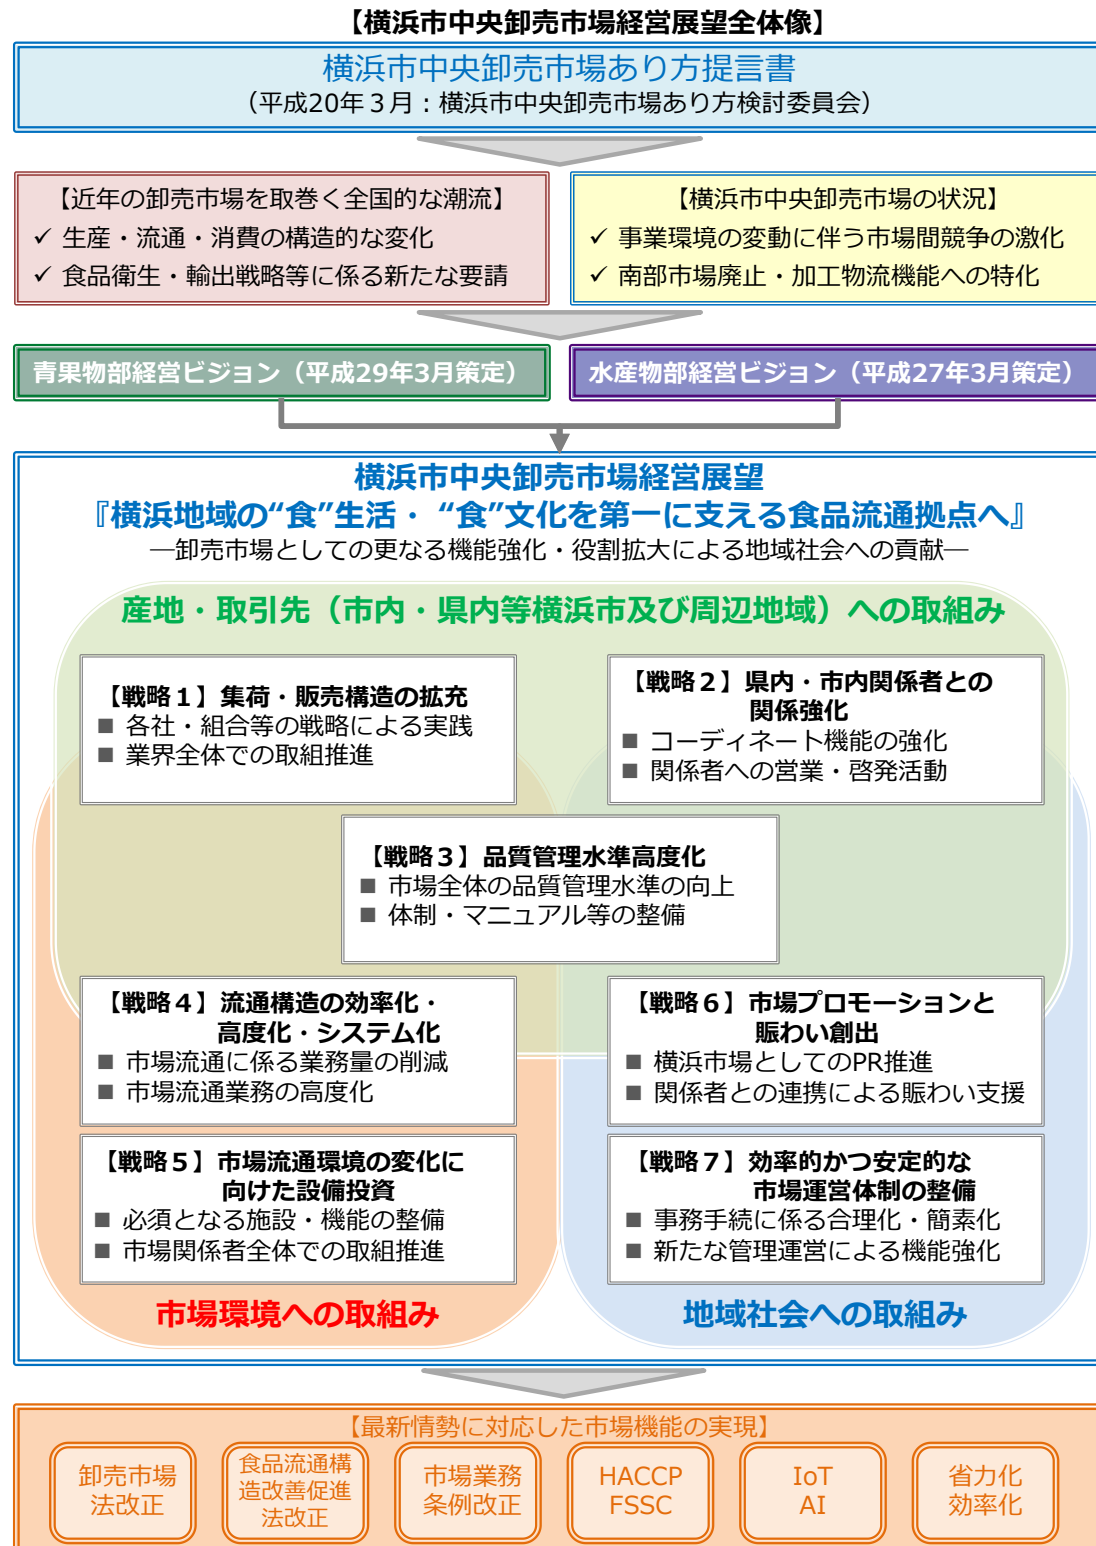 【横浜市中央卸売市場経営展望全体像】
横浜市中央卸売市場あり方提言書
（平成20年３月：横浜市中央卸売市場あり方検討委員会）
【近年の卸売市場を取巻く全国的な潮流】
✓ 生産・流通・消費の構造的な変化
✓ 食品衛生・輸出戦略等に係る新たな要請
【横浜市中央卸売市場の状況】
✓ 事業環境の変動に伴う市場間競争の激化
✓ 南部市場廃止・加工物流機能への特化
青果物部経営ビジョン（平成29年3月策定）
水産物部経営ビジョン（平成27年3月策定）
横浜市中央卸売市場経営展望
『横浜地域の“食”生活・ “食”文化を第一に支える食品流通拠点へ』
―卸売市場としての更なる機能強化・役割拡大による地域社会への貢献―
産地・取引先（市内・県内等横浜市及び周辺地域）への取組み
【戦略１】集荷・販売構造の拡充
■ 各社・組合等の戦略による実践
■ 業界全体での取組推進
【戦略２】県内・市内関係者との
関係強化
■ コーディネート機能の強化
■ 関係者への営業・啓発活動
【戦略３】品質管理水準高度化
■ 市場全体の品質管理水準の向上
■ 体制・マニュアル等の整備
【戦略４】流通構造の効率化・
高度化・システム化
■ 市場流通に係る業務量の削減
■ 市場流通業務の高度化
【戦略６】市場プロモーションと
賑わい創出
■ 横浜市場としてのPR推進
■ 関係者との連携による賑わい支援
【戦略５】市場流通環境の変化に
向けた設備投資
■ 必須となる施設・機能の整備
■ 市場関係者全体での取組推進
【戦略７】効率的かつ安定的な
市場運営体制の整備
■ 事務手続に係る合理化・簡素化
■ 新たな管理運営による機能強化
市場環境への取組み
地域社会への取組み
【最新情勢に対応した市場機能の実現】
卸売市場
法改正
食品流通構
造改善促進
法改正
市場業務
条例改正
HACCP
FSSC
IoT
AI
省力化
効率化